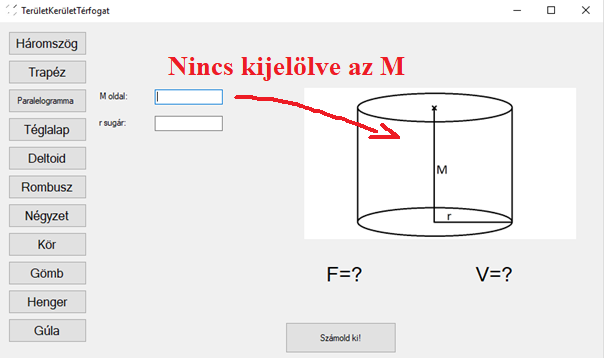 TerületKerületTérfogat
Háromszög
Trapéz
Paralelogramma
Téglalap
Deltoid
Rombusz
Négyzet
Kör
Gömb
Henger
Gúla
Nincs kijelölve az M
M oldal:
r sugár:
M
r
F=?
V=?
Számold ki!